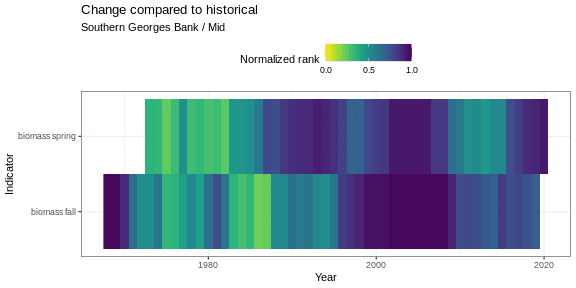 Change compared to historical
Southern Georges Bank / Mid
Normalized rank
0.0 0.5 1.0
Indicator
biomass spring
biomass fall
1980 2000 2020
Year